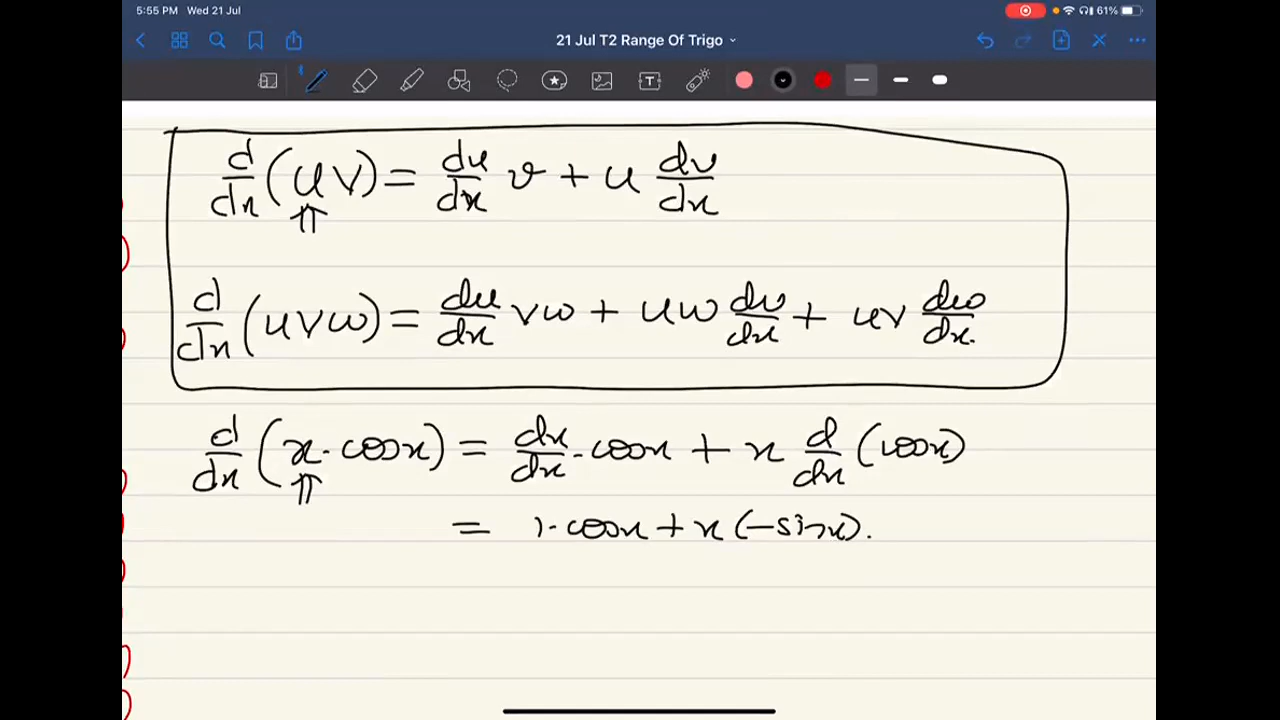 5:55 PM Wed 21 Jul 61%
21 Jul T2 Range Of Trigo
d/dx (uv) = du/dx v + u dv/dx
d/dx (uvw) = du/dx vw + uw dv/dx + uv dw/dx.
d/dx (x·cosx) = dx/dx·cosx + x d/dx (cosx)
= 1·cosx + x(-sinx).